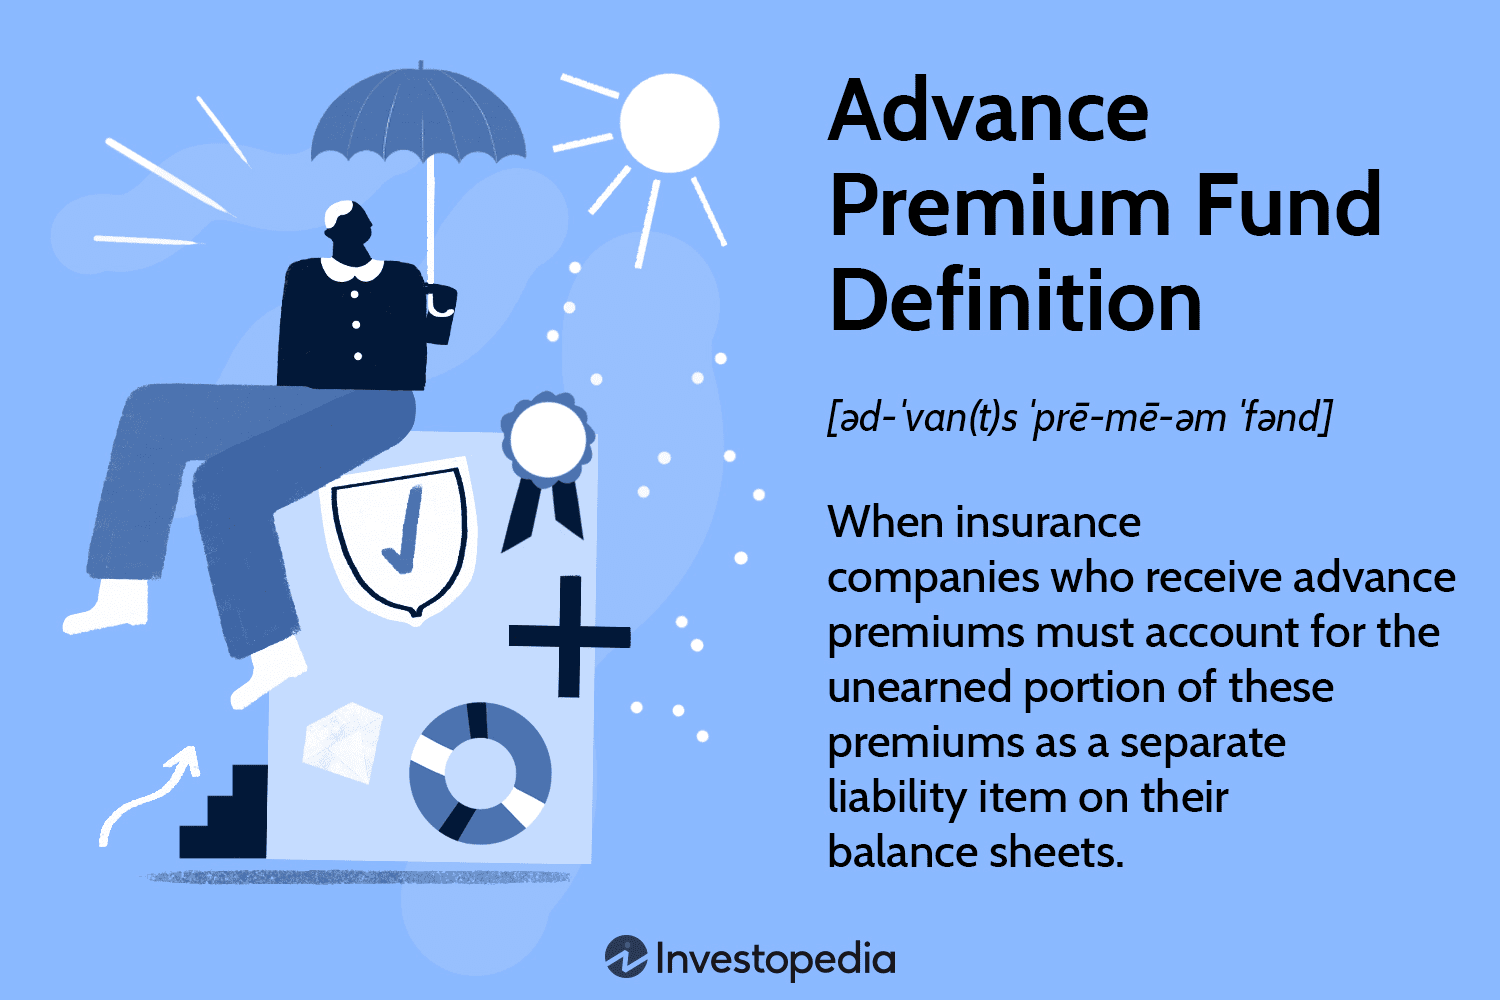 Advance
Premium Fund
Definition
[əd-ˈvan(t)s ˈprē-mē-əm ˈfənd]
When insurance
companies who receive advance
premiums must account for the
unearned portion of these
premiums as a separate
liability item on their
balance sheets.
Investopedia